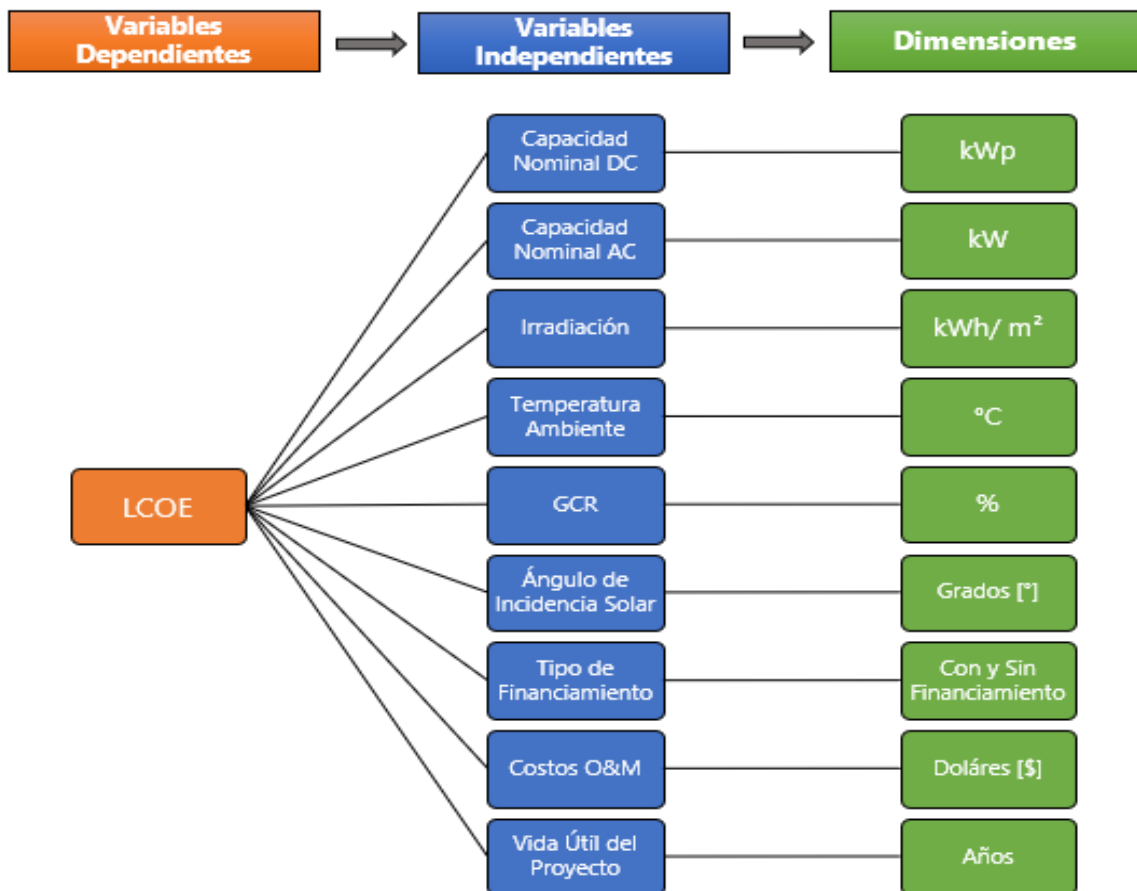 Variables
Dependientes
Variables
Independientes
Dimensiones
Capacidad
Nominal DC
kWp
Capacidad
Nominal AC
kW
Irradiación
kWh/ m²
Temperatura
Ambiente
°C
LCOE
GCR
%
Ángulo de
Incidencia Solar
Grados [°]
Tipo de
Financiamiento
Con y Sin
Financiamiento
Costos O&M
Doláres [$]
Vida Útil del
Proyecto
Años